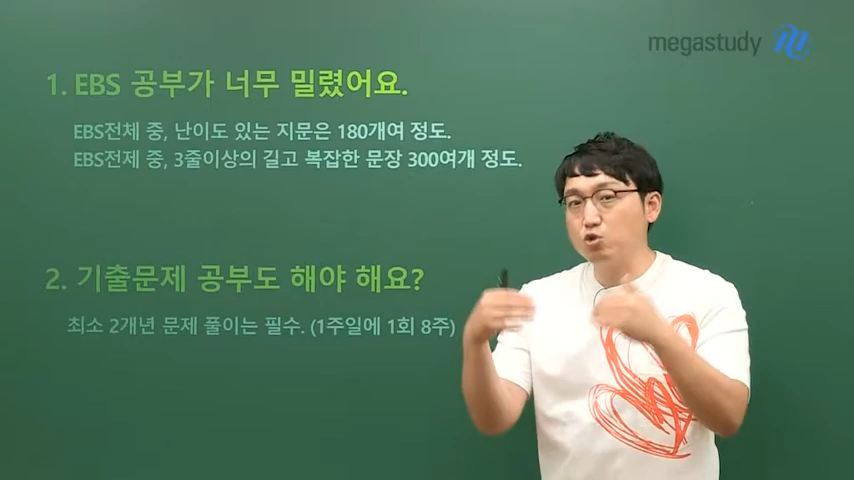 megastudy
1. EBS 공부가 너무 밀렸어요.
EBS전체 중, 난이도 있는 지문은 180개여 정도.
EBS전제 중, 3줄이상의 길고 복잡한 문장 300여개 정도.
2. 기출문제 공부도 해야 해요?
최소 2개년 문제 풀이는 필수. (1주일에 1회 8주)